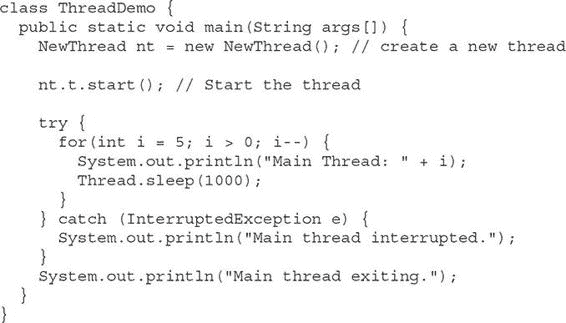 class ThreadDemo {
  public static void main(String args[]) {
    NewThread nt = new NewThread(); // create a new thread

    nt.t.start(); // Start the thread

    try {
      for(int i = 5; i > 0; i--) {
        System.out.println("Main Thread: " + i);
        Thread.sleep(1000);
      }
    } catch (InterruptedException e) {
      System.out.println("Main thread interrupted.");
    }
    System.out.println("Main thread exiting.");
  }
}